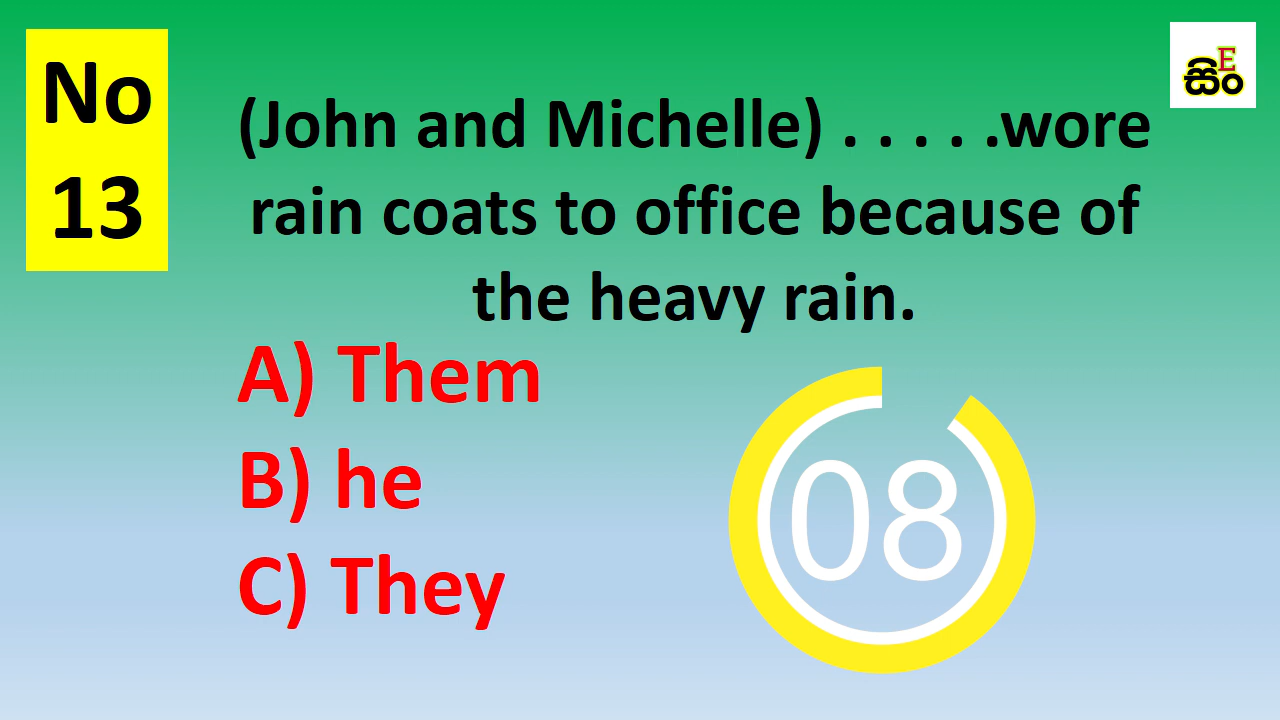 No
13
(John and Michelle) . . . . .wore
rain coats to office because of
the heavy rain.
A) Them
B) he
C) They
08
E
සිං